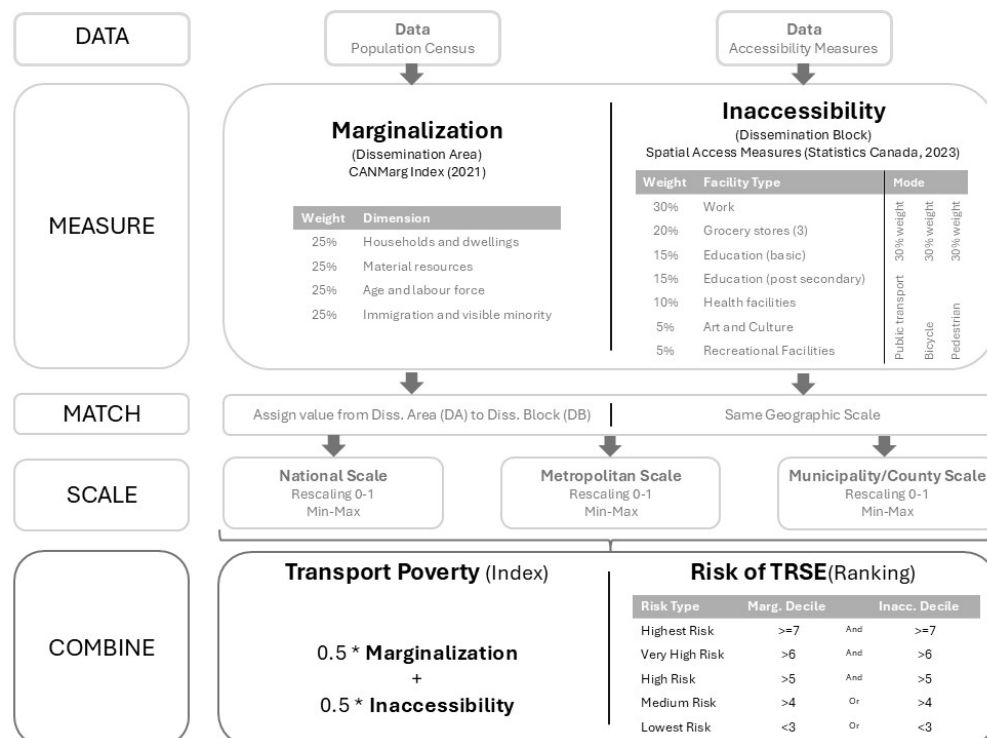 DATA
Data
Population Census
Data
Accessibility Measures
MEASURE
Marginalization
(Dissemination Area)
CANMarg Index (2021)
Weight Dimension
25% Households and dwellings
25% Material resources
25% Age and labour force
25% Immigration and visible minority
Inaccessibility
(Dissemination Block)
Spatial Access Measures (Statistics Canada, 2023)
Weight Facility Type Mode
30% Work
20% Grocery stores (3)
15% Education (basic)
15% Education (post secondary)
10% Health facilities
5% Art and Culture
5% Recreational Facilities
Public transport 30% weight
Bicycle 30% weight
Pedestrian 30% weight
MATCH
Assign value from Diss. Area (DA) to Diss. Block (DB)
Same Geographic Scale
SCALE
National Scale
Rescaling 0-1
Min-Max
Metropolitan Scale
Rescaling 0-1
Min-Max
Municipality/County Scale
Rescaling 0-1
Min-Max
COMBINE
Transport Poverty (Index)
0.5 * Marginalization
+
0.5 * Inaccessibility
Risk of TRSE(Ranking)
Risk Type Marg. Decile Inacc. Decile
Highest Risk >=7 And >=7
Very High Risk >6 And >6
High Risk >5 And >5
Medium Risk >4 Or >4
Lowest Risk <3 Or <3